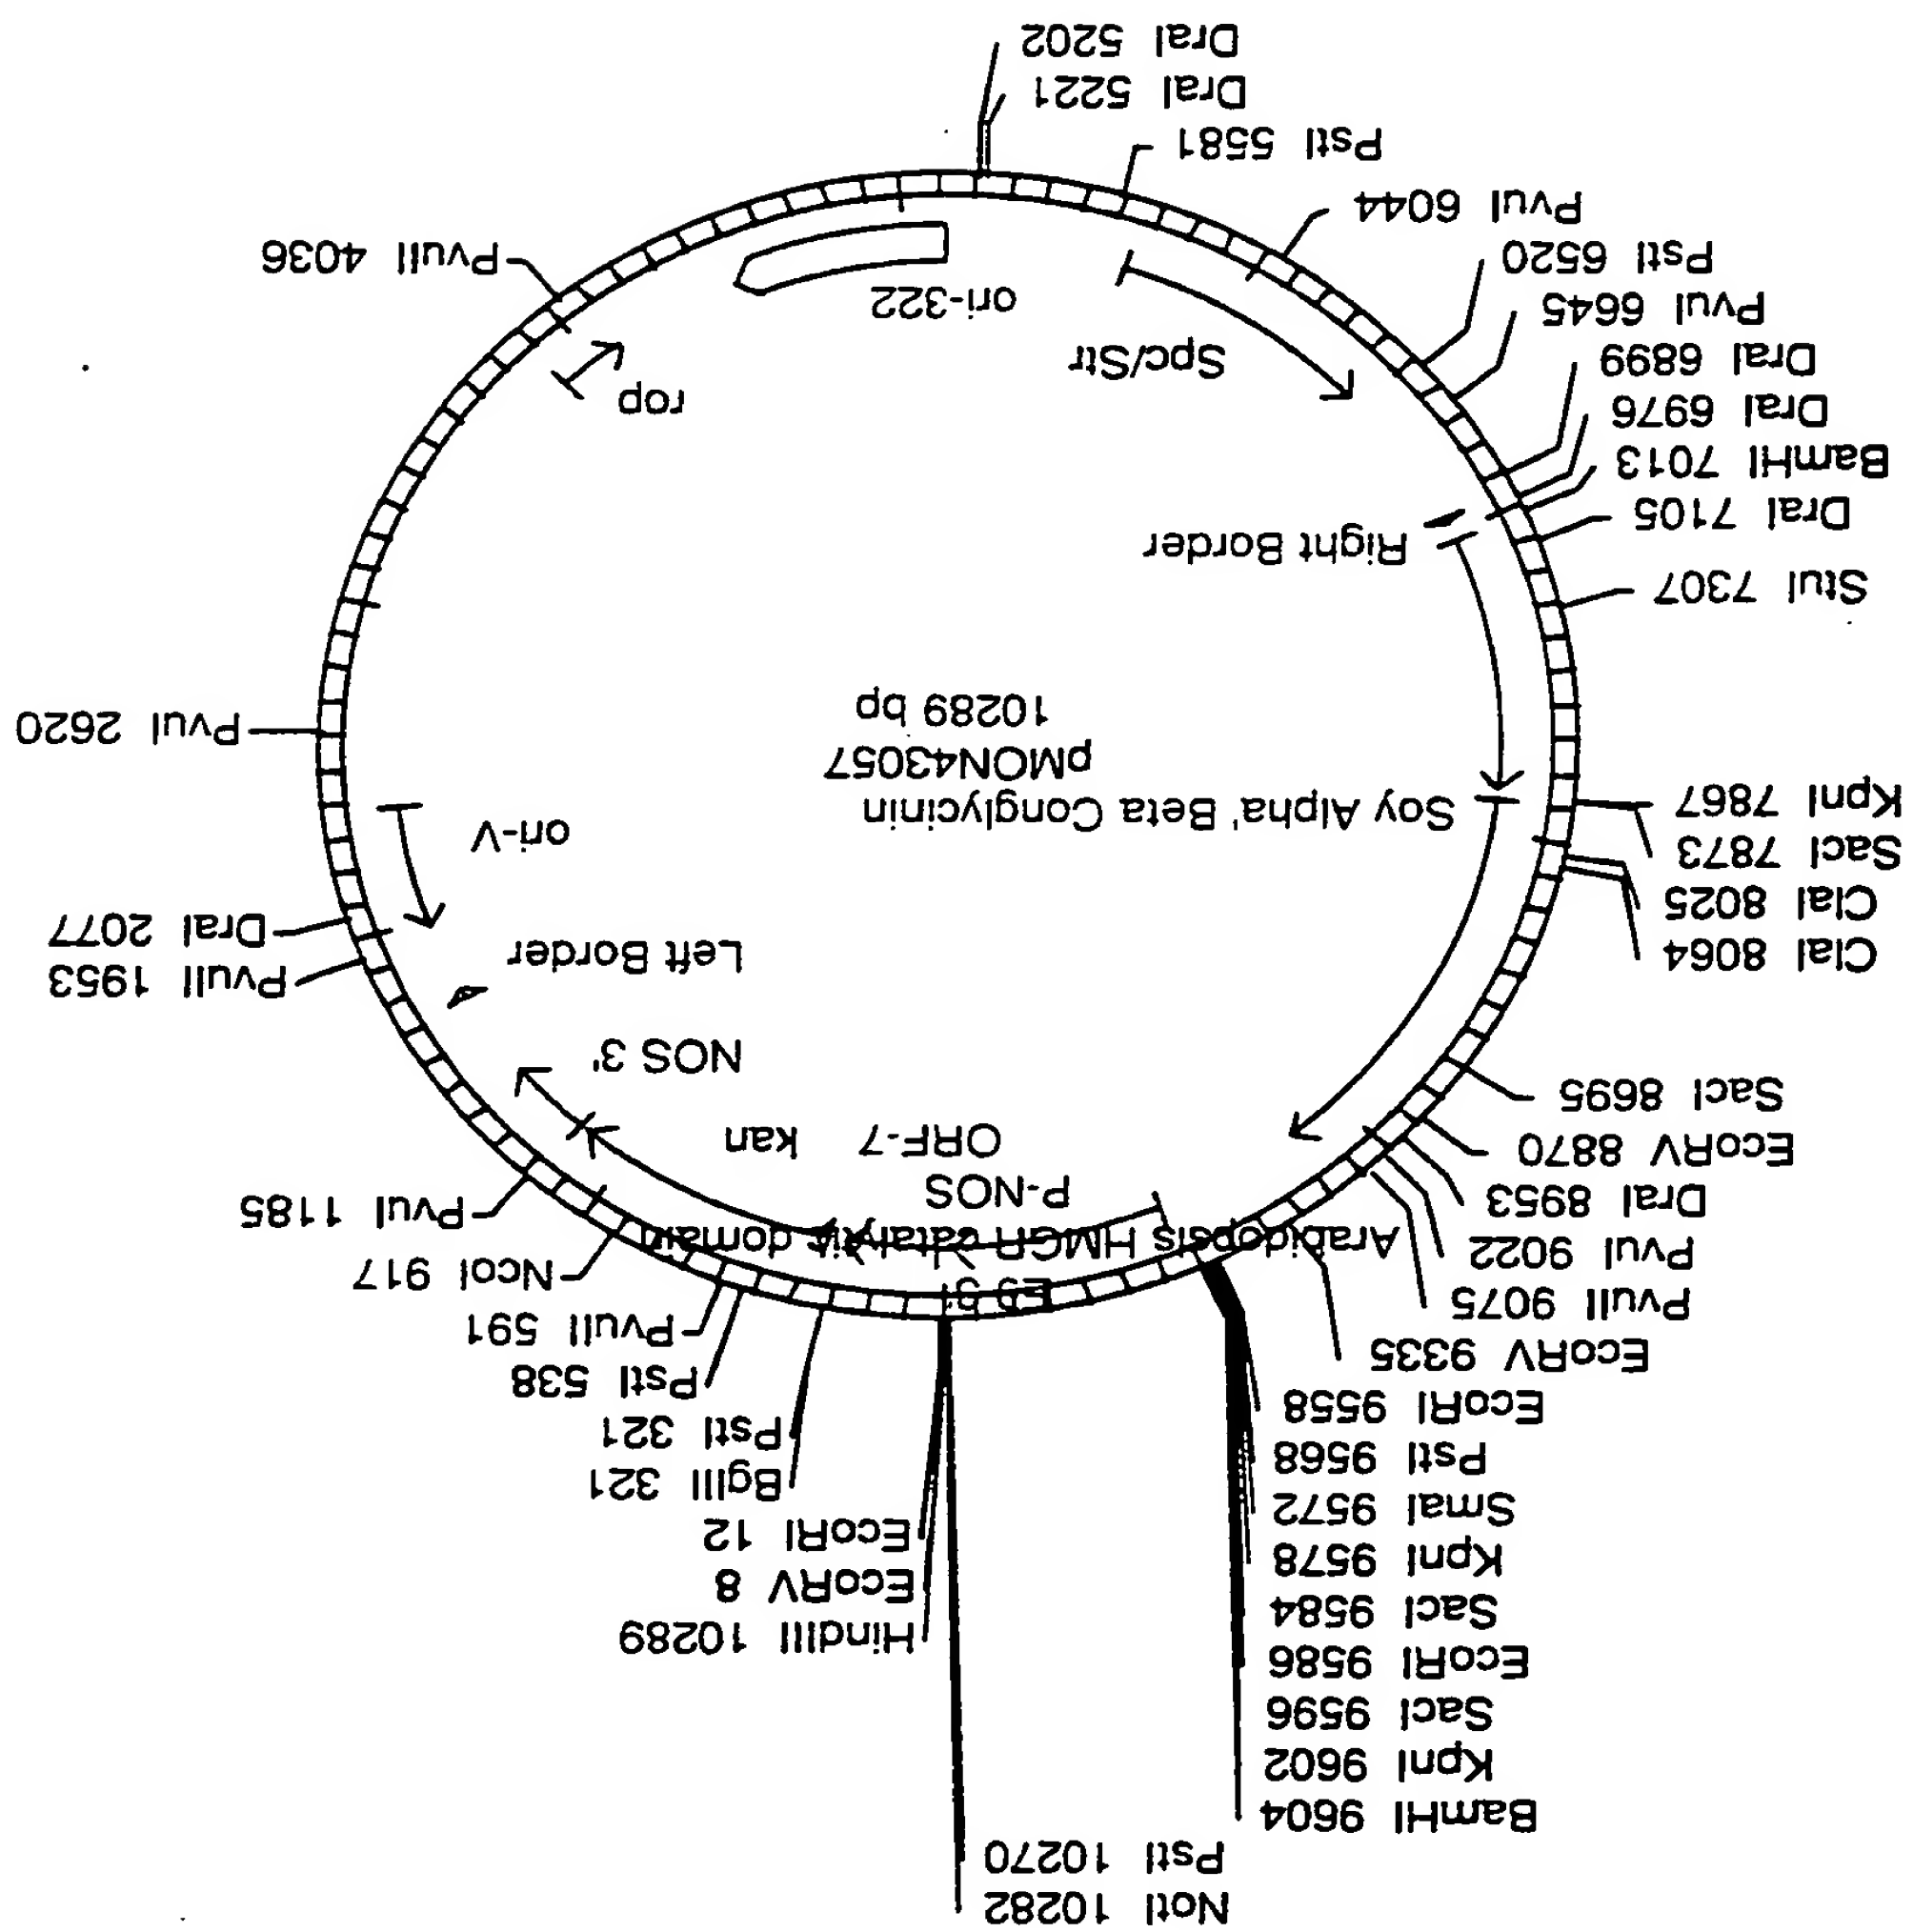 NotI 10282
PstI 10270
BamHI 9604
KpnI 9602
SacI 9596
EcoRI 9586
SacI 9584
KpnI 9578
SmaI 9572
PstI 9568
EcoRI 9558
EcoRV 9335
PvuII 9075
PvuI 9022
DraI 8953
EcoRV 8870
SacI 8695
ClaI 8064
ClaI 8025
SacI 7873
KpnI 7867
StuI 7307
DraI 7105
BamHI 7013
DraI 6976
DraI 6899
PvuI 6645
PstI 6520
PvuI 6044
PstI 5581
DraI 5221
DraI 5202
HindIII 10289
EcoRV 8
EcoRI 12
BglII 321
PstI 321
PstI 538
PvuII 591
NcoI 917
PvuI 1185
PvuII 1953
DraI 2077
PvuI 2620
PvuII 4036
Arabidopsis HMGR catalytic domain
P-NOS
ORF-7
kan
NOS 3'
Left Border
ori-V
Soy Alpha' Beta Conglycinin
pMON43057
10289 bp
Right Border
rop
Spc/Str
ori-322